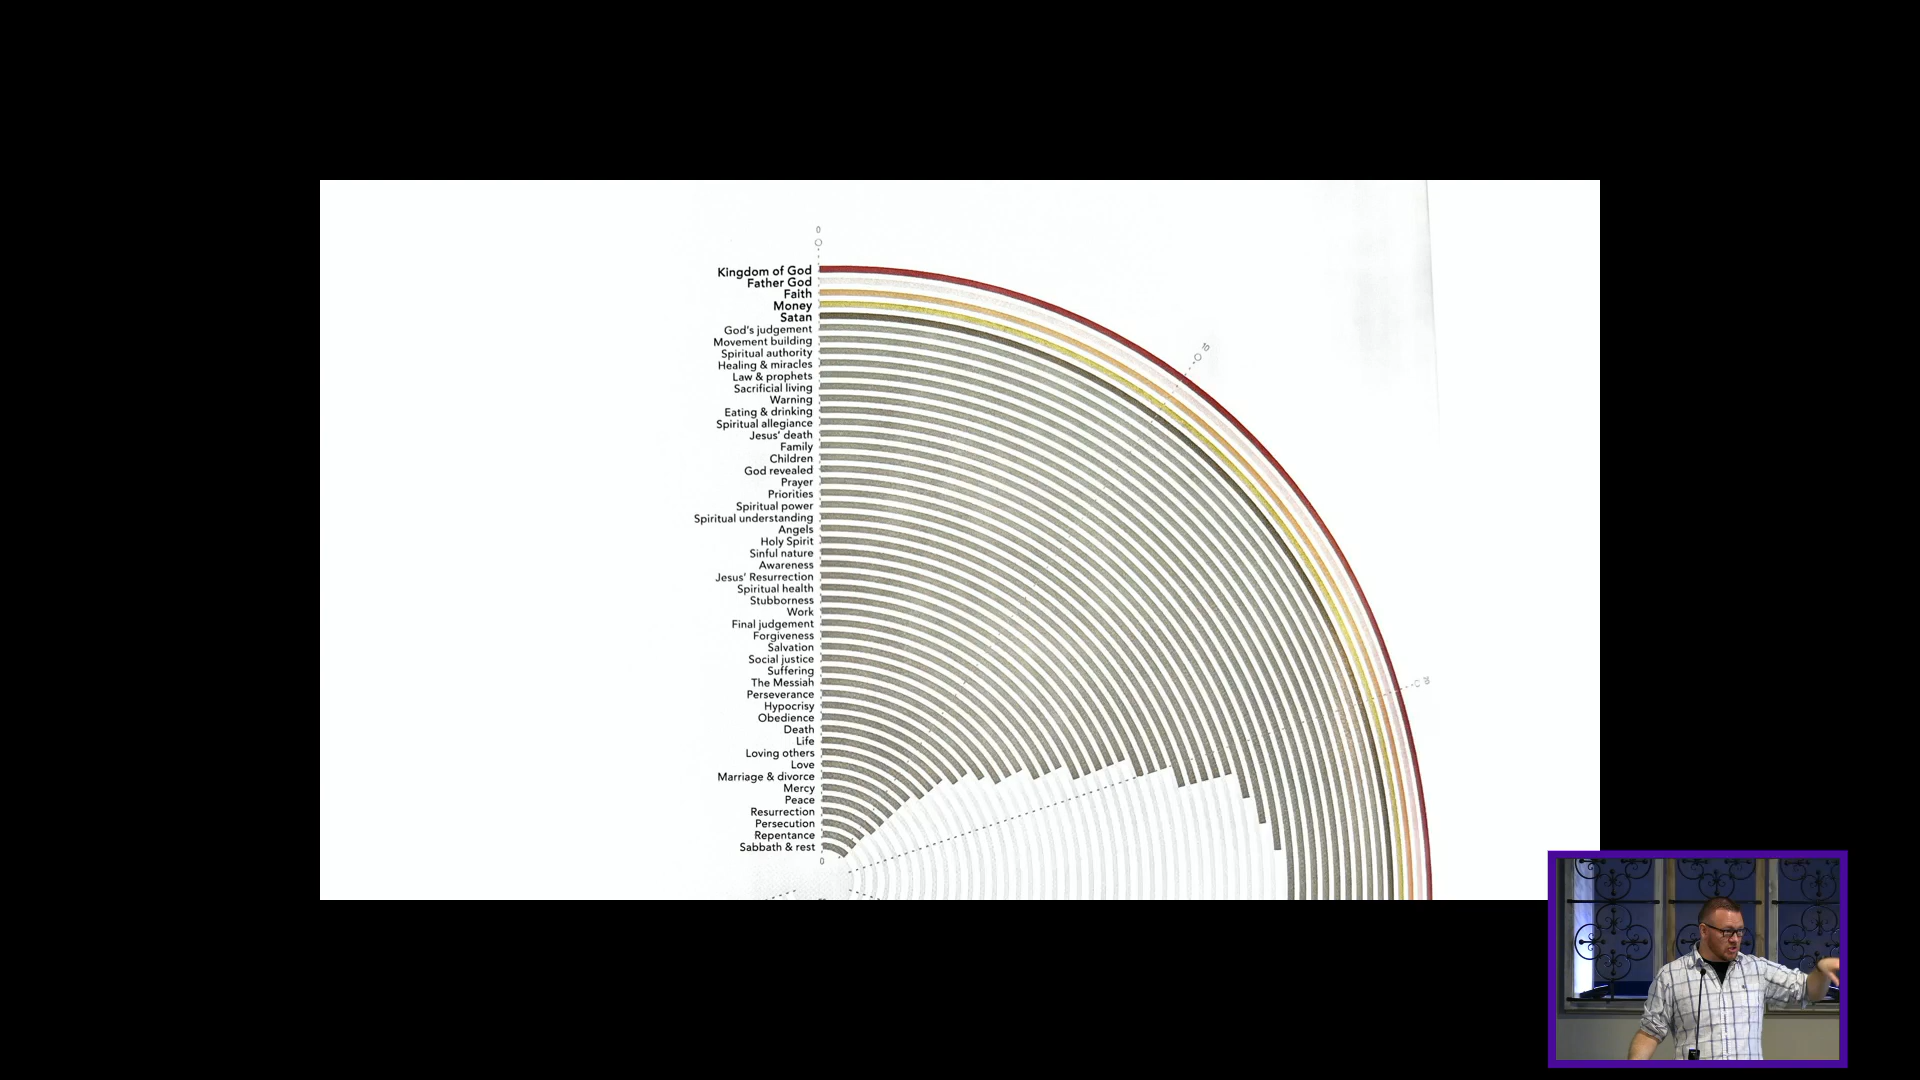 0
Kingdom of God
Father God
Faith
Money
Satan
God's judgement
Movement building
Spiritual authority
Healing & miracles
Law & prophets
Sacrificial living
Warning
Eating & drinking
Spiritual allegiance
Jesus' death
Family
Children
God revealed
Prayer
Priorities
Spiritual power
Spiritual understanding
Angels
Holy Spirit
Sinful nature
Awareness
Jesus' Resurrection
Spiritual health
Stubborness
Work
Final judgement
Forgiveness
Salvation
Social justice
Suffering
The Messiah
Perseverance
Hypocrisy
Obedience
Death
Life
Loving others
Love
Marriage & divorce
Mercy
Peace
Resurrection
Persecution
Repentance
Sabbath & rest
0